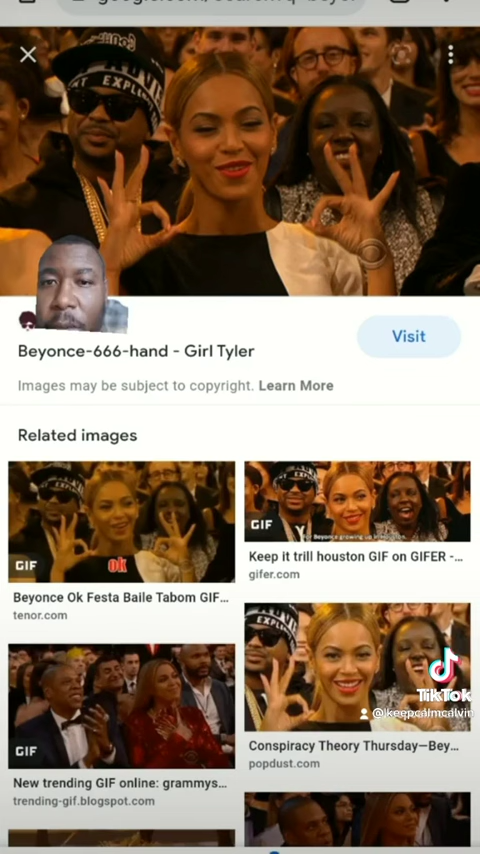 EXPLI
Beyonce-666-hand - Girl Tyler
Visit
Images may be subject to copyright. Learn More
Related images
GIF
ok
Beyonce Ok Festa Baile Tabom GIF...
tenor.com
GIF
Keep it trill houston GIF on GIFER -...
gifer.com
GIF
New trending GIF online: grammys...
trending-gif.blogspot.com
Conspiracy Theory Thursday—Bey...
popdust.com
TikTok
@keepcalmcalvin